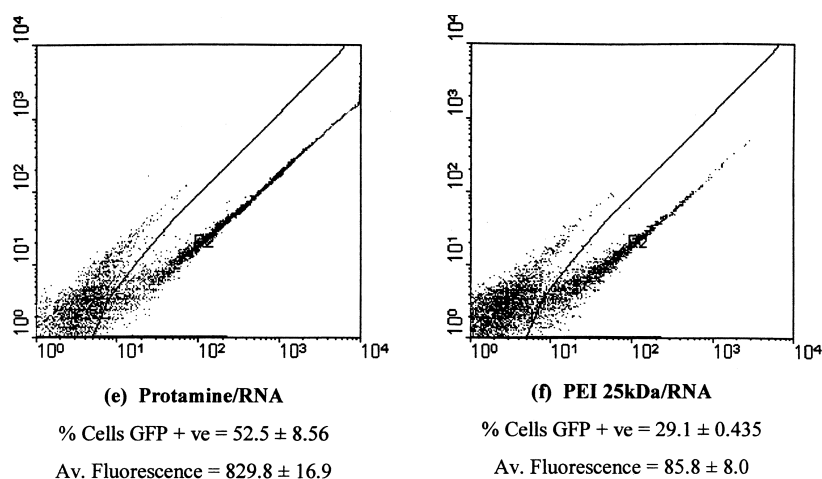 10⁴
10³
10²
10¹
10⁰
R2
10⁰ 10¹ 10² 10³ 10⁴
(e) Protamine/RNA
% Cells GFP + ve = 52.5 ± 8.56
Av. Fluorescence = 829.8 ± 16.9
10⁴
10³
10²
10¹
10⁰
R2
10⁰ 10¹ 10² 10³ 10⁴
(f) PEI 25kDa/RNA
% Cells GFP + ve = 29.1 ± 0.435
Av. Fluorescence = 85.8 ± 8.0